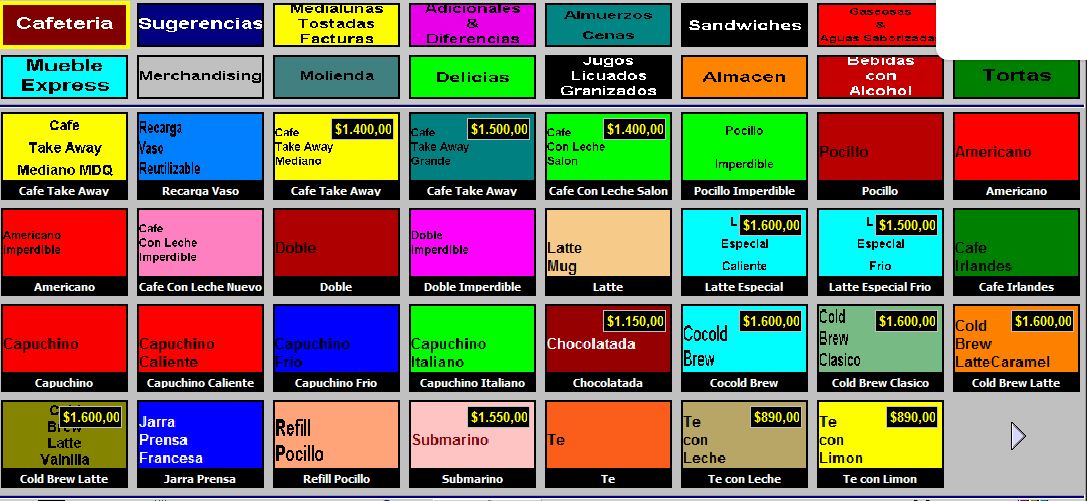 Cafeteria
Sugerencias
Medialunas
Tostadas
Facturas
Adicionales
&
Diferencias
Almuerzos
Cenas
Sandwiches
Gaseosas
&
Aguas Saborizadas
Mueble
Express
Merchandising
Molienda
Delicias
Jugos
Licuados
Granizados
Almacen
Bebidas
con
Alcohol
Tortas
Cafe
Take Away
Mediano MDQ
Cafe Take Away
Recarga
Vaso
Reutilizable
Recarga Vaso
$1.400,00
Cafe
Take Away
Mediano
Cafe Take Away
$1.500,00
Cafe
Take Away
Grande
Cafe Take Away
$1.400,00
Cafe
Con Leche
Salon
Cafe Con Leche Salon
Pocillo
Imperdible
Pocillo Imperdible
Pocillo
Pocillo
Americano
Americano
Americano
Imperdible
Americano
Cafe
Con Leche
Imperdible
Cafe Con Leche Nuevo
Doble
Doble
Doble
Imperdible
Doble Imperdible
Latte
Mug
Latte
L
$1.600,00
Especial
Caliente
Latte Especial
L
$1.500,00
Especial
Frio
Latte Especial Frio
Cafe
Irlandes
Cafe Irlandes
Capuchino
Capuchino
Capuchino
Caliente
Capuchino Caliente
Capuchino
Frio
Capuchino Frio
Capuchino
Italiano
Capuchino Italiano
$1.150,00
Chocolatada
Chocolatada
$1.600,00
Cocold
Brew
Cocold Brew
$1.600,00
Cold
Brew
Clasico
Cold Brew Clasico
$1.600,00
Cold
Brew
LatteCaramel
Cold Brew Latte
$1.600,00
Brew
Latte
Vainilla
Cold Brew Latte
Jarra
Prensa
Francesa
Jarra Prensa
Refill
Pocillo
Refill Pocillo
$1.550,00
Submarino
Submarino
Te
Te
$890,00
Te
con
Leche
Te con Leche
$890,00
Te
con
Limon
Te con Limon